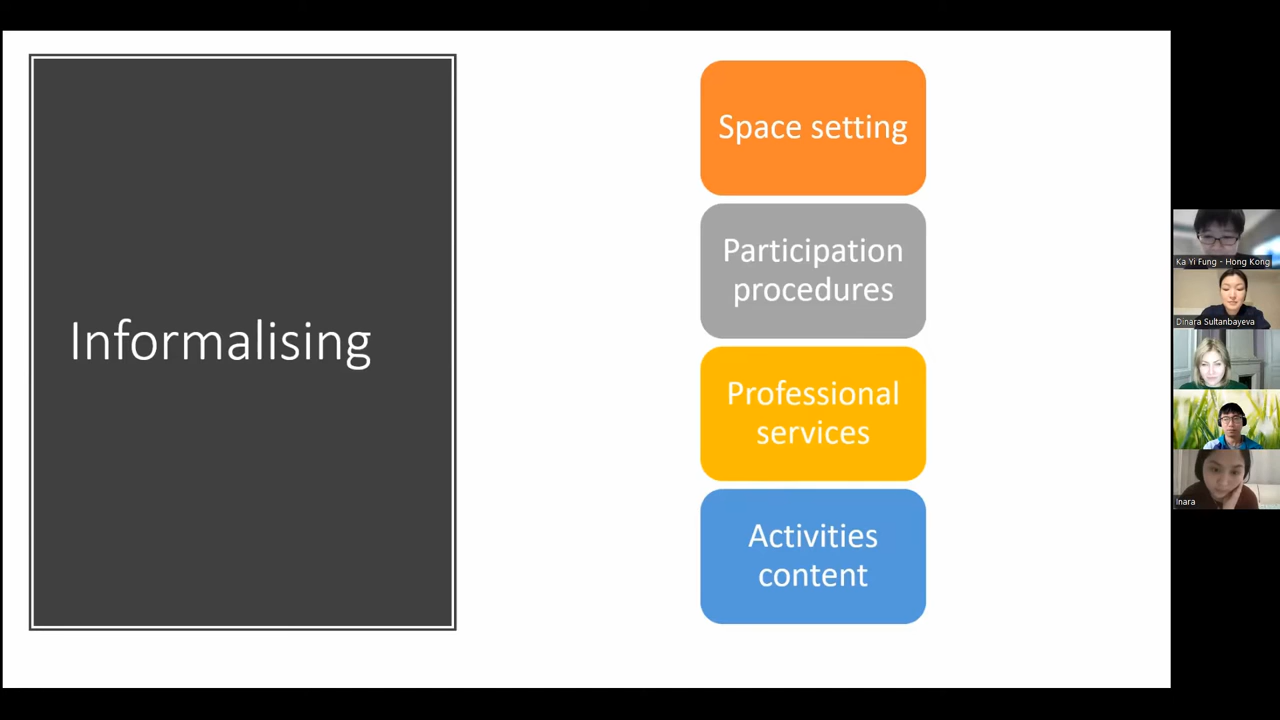 Informalising
Space setting
Participation
procedures
Professional
services
Activities
content
Ka Yi Fung - Hong Kong
Dinara Sultanbayeva
Inara